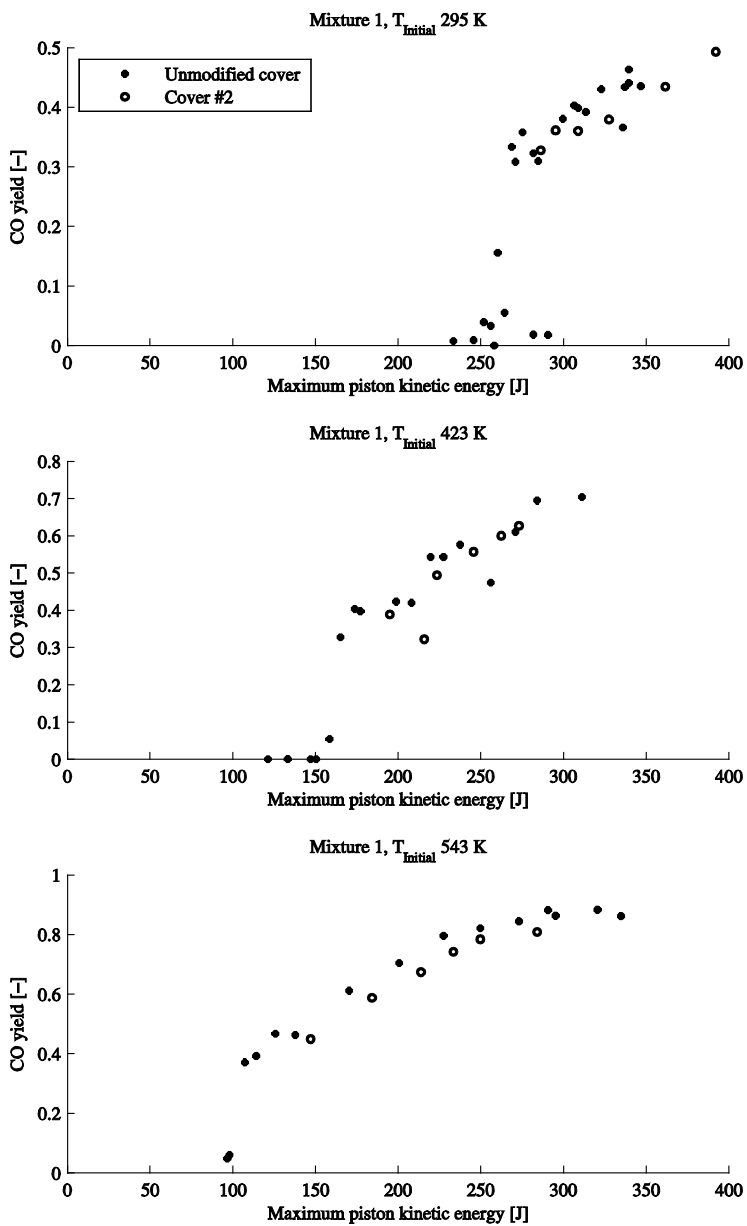 Mixture 1, T_Initial 295 K
0.5
0.4
0.3
0.2
0.1
0
CO yield [−]
Unmodified cover
Cover #2
0 50 100 150 200 250 300 350 400
Maximum piston kinetic energy [J]
Mixture 1, T_Initial 423 K
0.8
0.7
0.6
0.5
0.4
0.3
0.2
0.1
0
CO yield [−]
0 50 100 150 200 250 300 350 400
Maximum piston kinetic energy [J]
Mixture 1, T_Initial 543 K
1
0.8
0.6
0.4
0.2
0
CO yield [−]
0 50 100 150 200 250 300 350 400
Maximum piston kinetic energy [J]